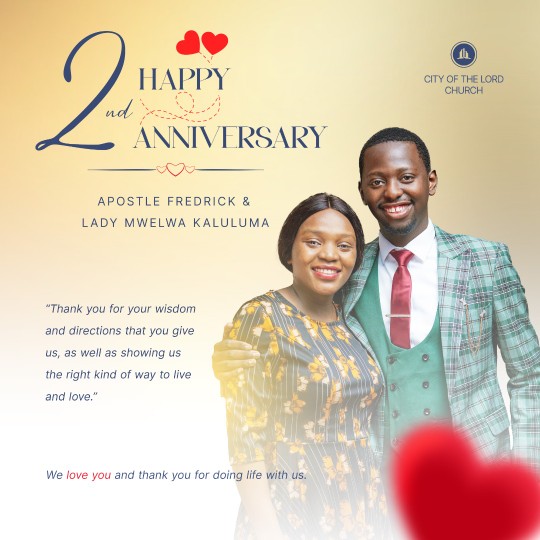 2nd HAPPY
ANNIVERSARY
CITY OF THE LORD
CHURCH
APOSTLE FREDRICK &
LADY MWELWA KALULUMA
“Thank you for your wisdom
and directions that you give
us, as well as showing us
the right kind of way to live
and love.”
We love you and thank you for doing life with us.